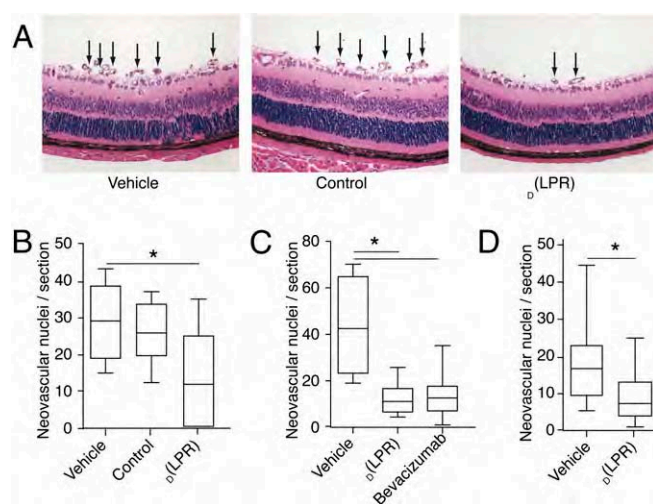 A
Vehicle
Control
D(LPR)
B
Neovascular nuclei / section
50
40
30
20
10
0
*
Vehicle
Control
D(LPR)
C
Neovascular nuclei / section
80
60
40
20
0
*
Vehicle
D(LPR)
Bevacizumab
D
Neovascular nuclei / section
50
40
30
20
10
0
*
Vehicle
D(LPR)